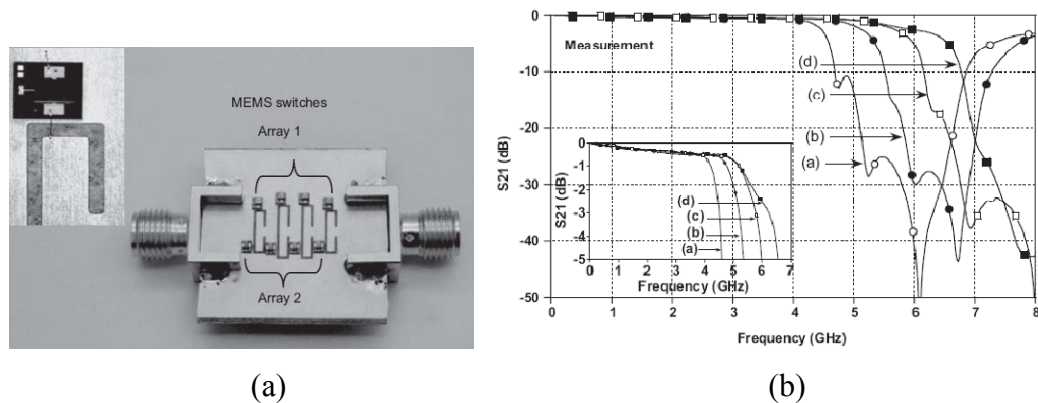 MEMS switches
Array 1
Array 2
(a)
Measurement
S21 (dB)
0
-10
-20
-30
-40
-50
(d)
(c)
(b)
(a)
S21 (dB)
0
-1
-2
-3
-4
-5
(d)
(c)
(b)
(a)
0 1 2 3 4 5 6 7
Frequency (GHz)
0 1 2 3 4 5 6 7 8
Frequency (GHz)
(b)